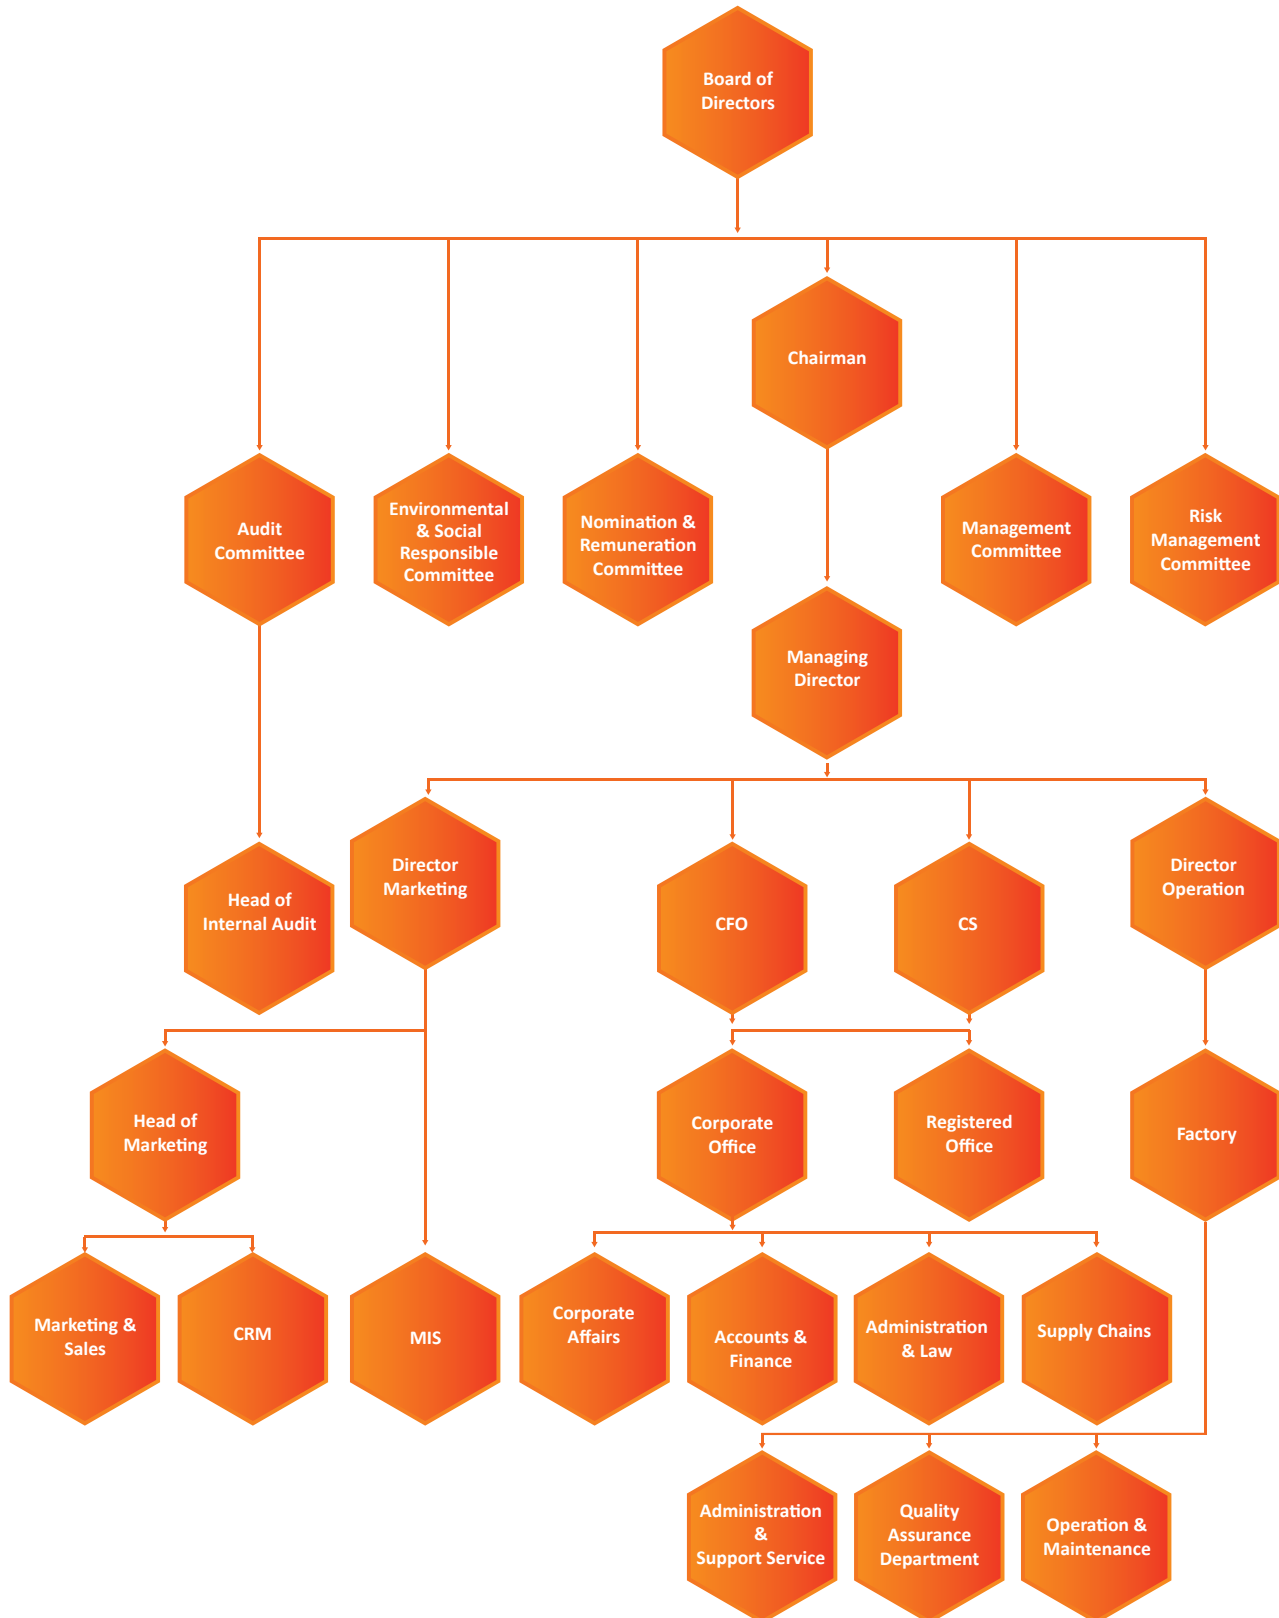 Board of
Directors
Chairman
Audit
Committee
Environmental
& Social
Responsible
Committee
Nomination &
Remuneration
Committee
Management
Committee
Risk
Management
Committee
Managing
Director
Head of
Internal Audit
Director
Marketing
CFO
CS
Director
Operation
Head of
Marketing
Corporate
Office
Registered
Office
Factory
Marketing &
Sales
CRM
MIS
Corporate
Affairs
Accounts &
Finance
Administration
& Law
Supply Chains
Administration
&
Support Service
Quality
Assurance
Department
Operation &
Maintenance